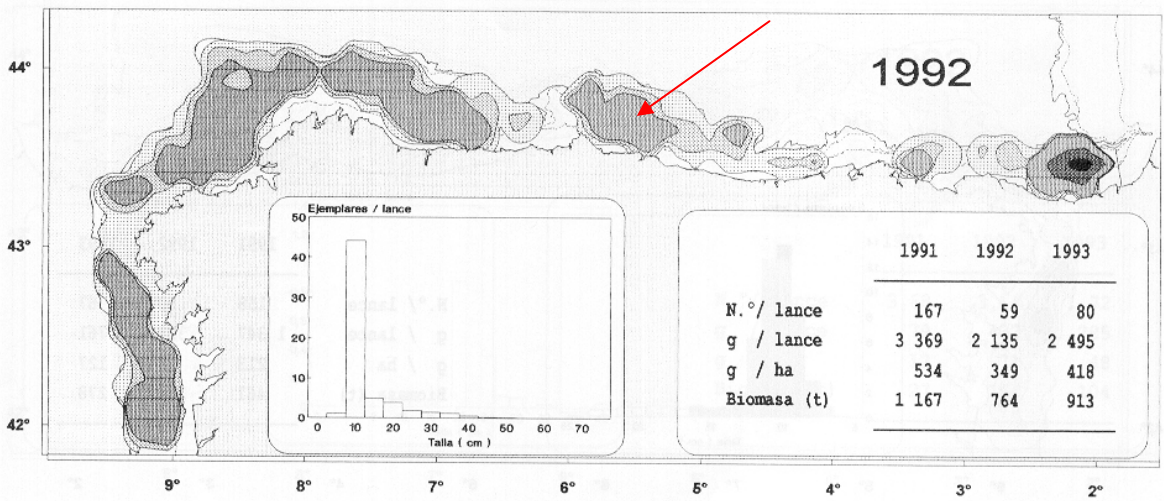 44°
1992
43°
42°
Ejemplares / lance
50
40
30
20
10
0
0 10 20 30 40 50 60 70
Talla ( cm )
1991 1992 1993
N.º/ lance 167 59 80
g / lance 3 369 2 135 2 495
g / ha 534 349 418
Biomasa (t) 1 167 764 913
9° 8° 7° 6° 5° 4° 3° 2°